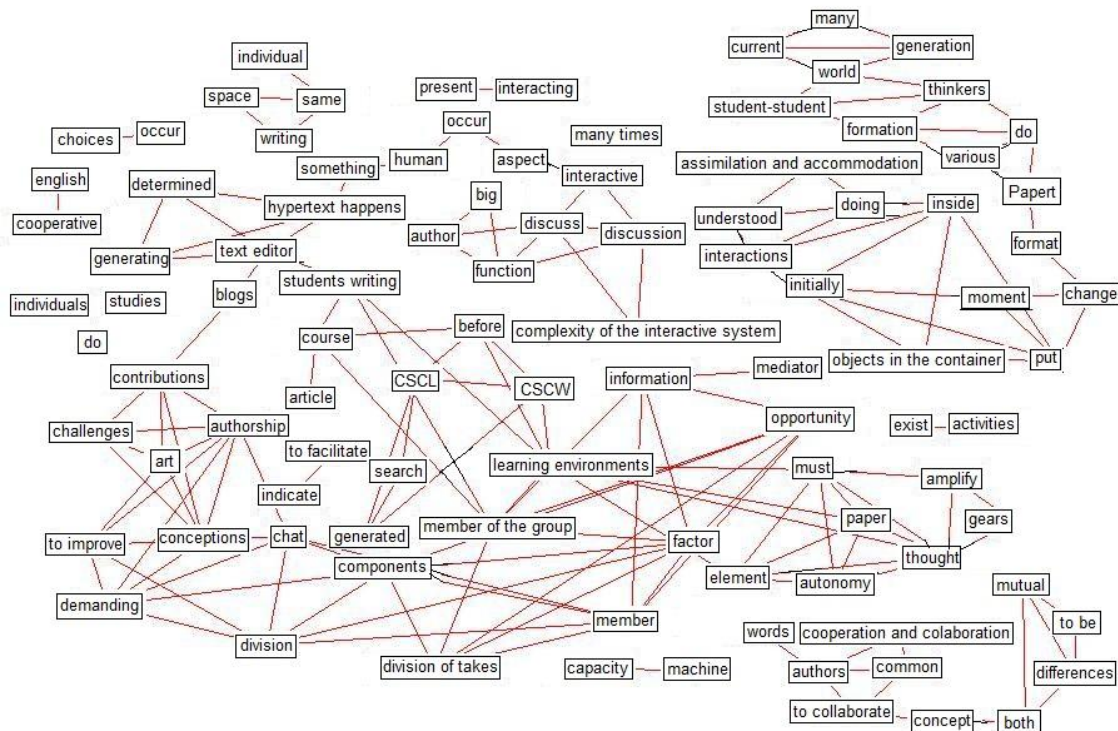 many
current
generation
individual
world
present
interacting
thinkers
space
same
student-student
occur
choices
occur
many times
formation
do
writing
human
aspect
various
something
assimilation and accommodation
english
determined
interactive
Papert
big
hypertext happens
doing
inside
cooperative
understood
discuss
author
discussion
format
text editor
interactions
generating
function
students writing
initially
blogs
moment
change
individuals
studies
before
complexity of the interactive system
course
do
objects in the container
put
mediator
contributions
CSCL
information
CSCW
article
opportunity
authorship
exist
activities
challenges
to facilitate
art
search
learning environments
must
amplify
indicate
paper
gears
member of the group
to improve
conceptions
chat
generated
factor
thought
components
element
autonomy
mutual
demanding
member
to be
words
cooperation and colaboration
division
division of takes
capacity
machine
authors
common
differences
to collaborate
concept
both